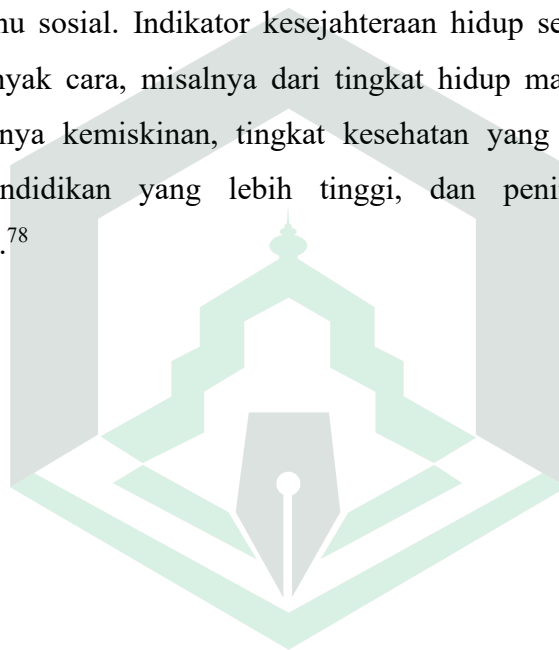 nu sosial. Indikator kesejahteraan hidup se
nyak cara, misalnya dari tingkat hidup ma
nya kemiskinan, tingkat kesehatan yang
ndidikan yang lebih tinggi, dan peni
.78